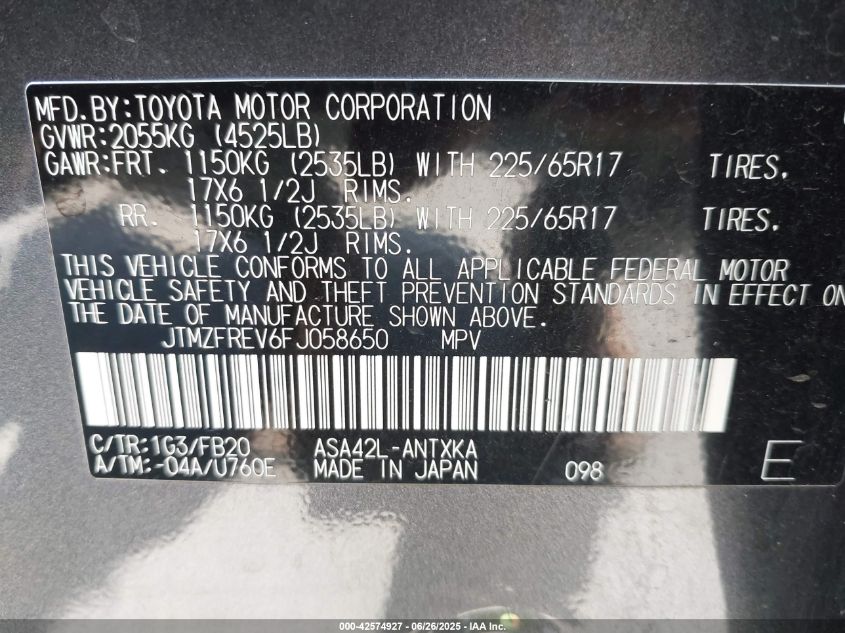 MFD.BY:TOYOTA MOTOR CORPORATION
GVWR:2055KG (4525LB)
GAWR:FRT. 1150KG (2535LB) WITH 225/65R17 TIRES.
17X6 1/2J RIMS.
RR. 1150KG (2535LB) WITH 225/65R17 TIRES.
17X6 1/2J RIMS.
THIS VEHICLE CONFORMS TO ALL APPLICABLE FEDERAL MOTOR
VEHICLE SAFETY AND THEFT PREVENTION STANDARDS IN EFFECT ON
THE DATE OF MANUFACTURE SHOWN ABOVE.
JTMZFREV6FJ058650 MPV
C/TR:1G3/FB20 ASA42L-ANTXKA
A/TM:-04A/U760E MADE IN JAPAN 098 E
000-42574927 | 06/26/2025 | IAA Inc.